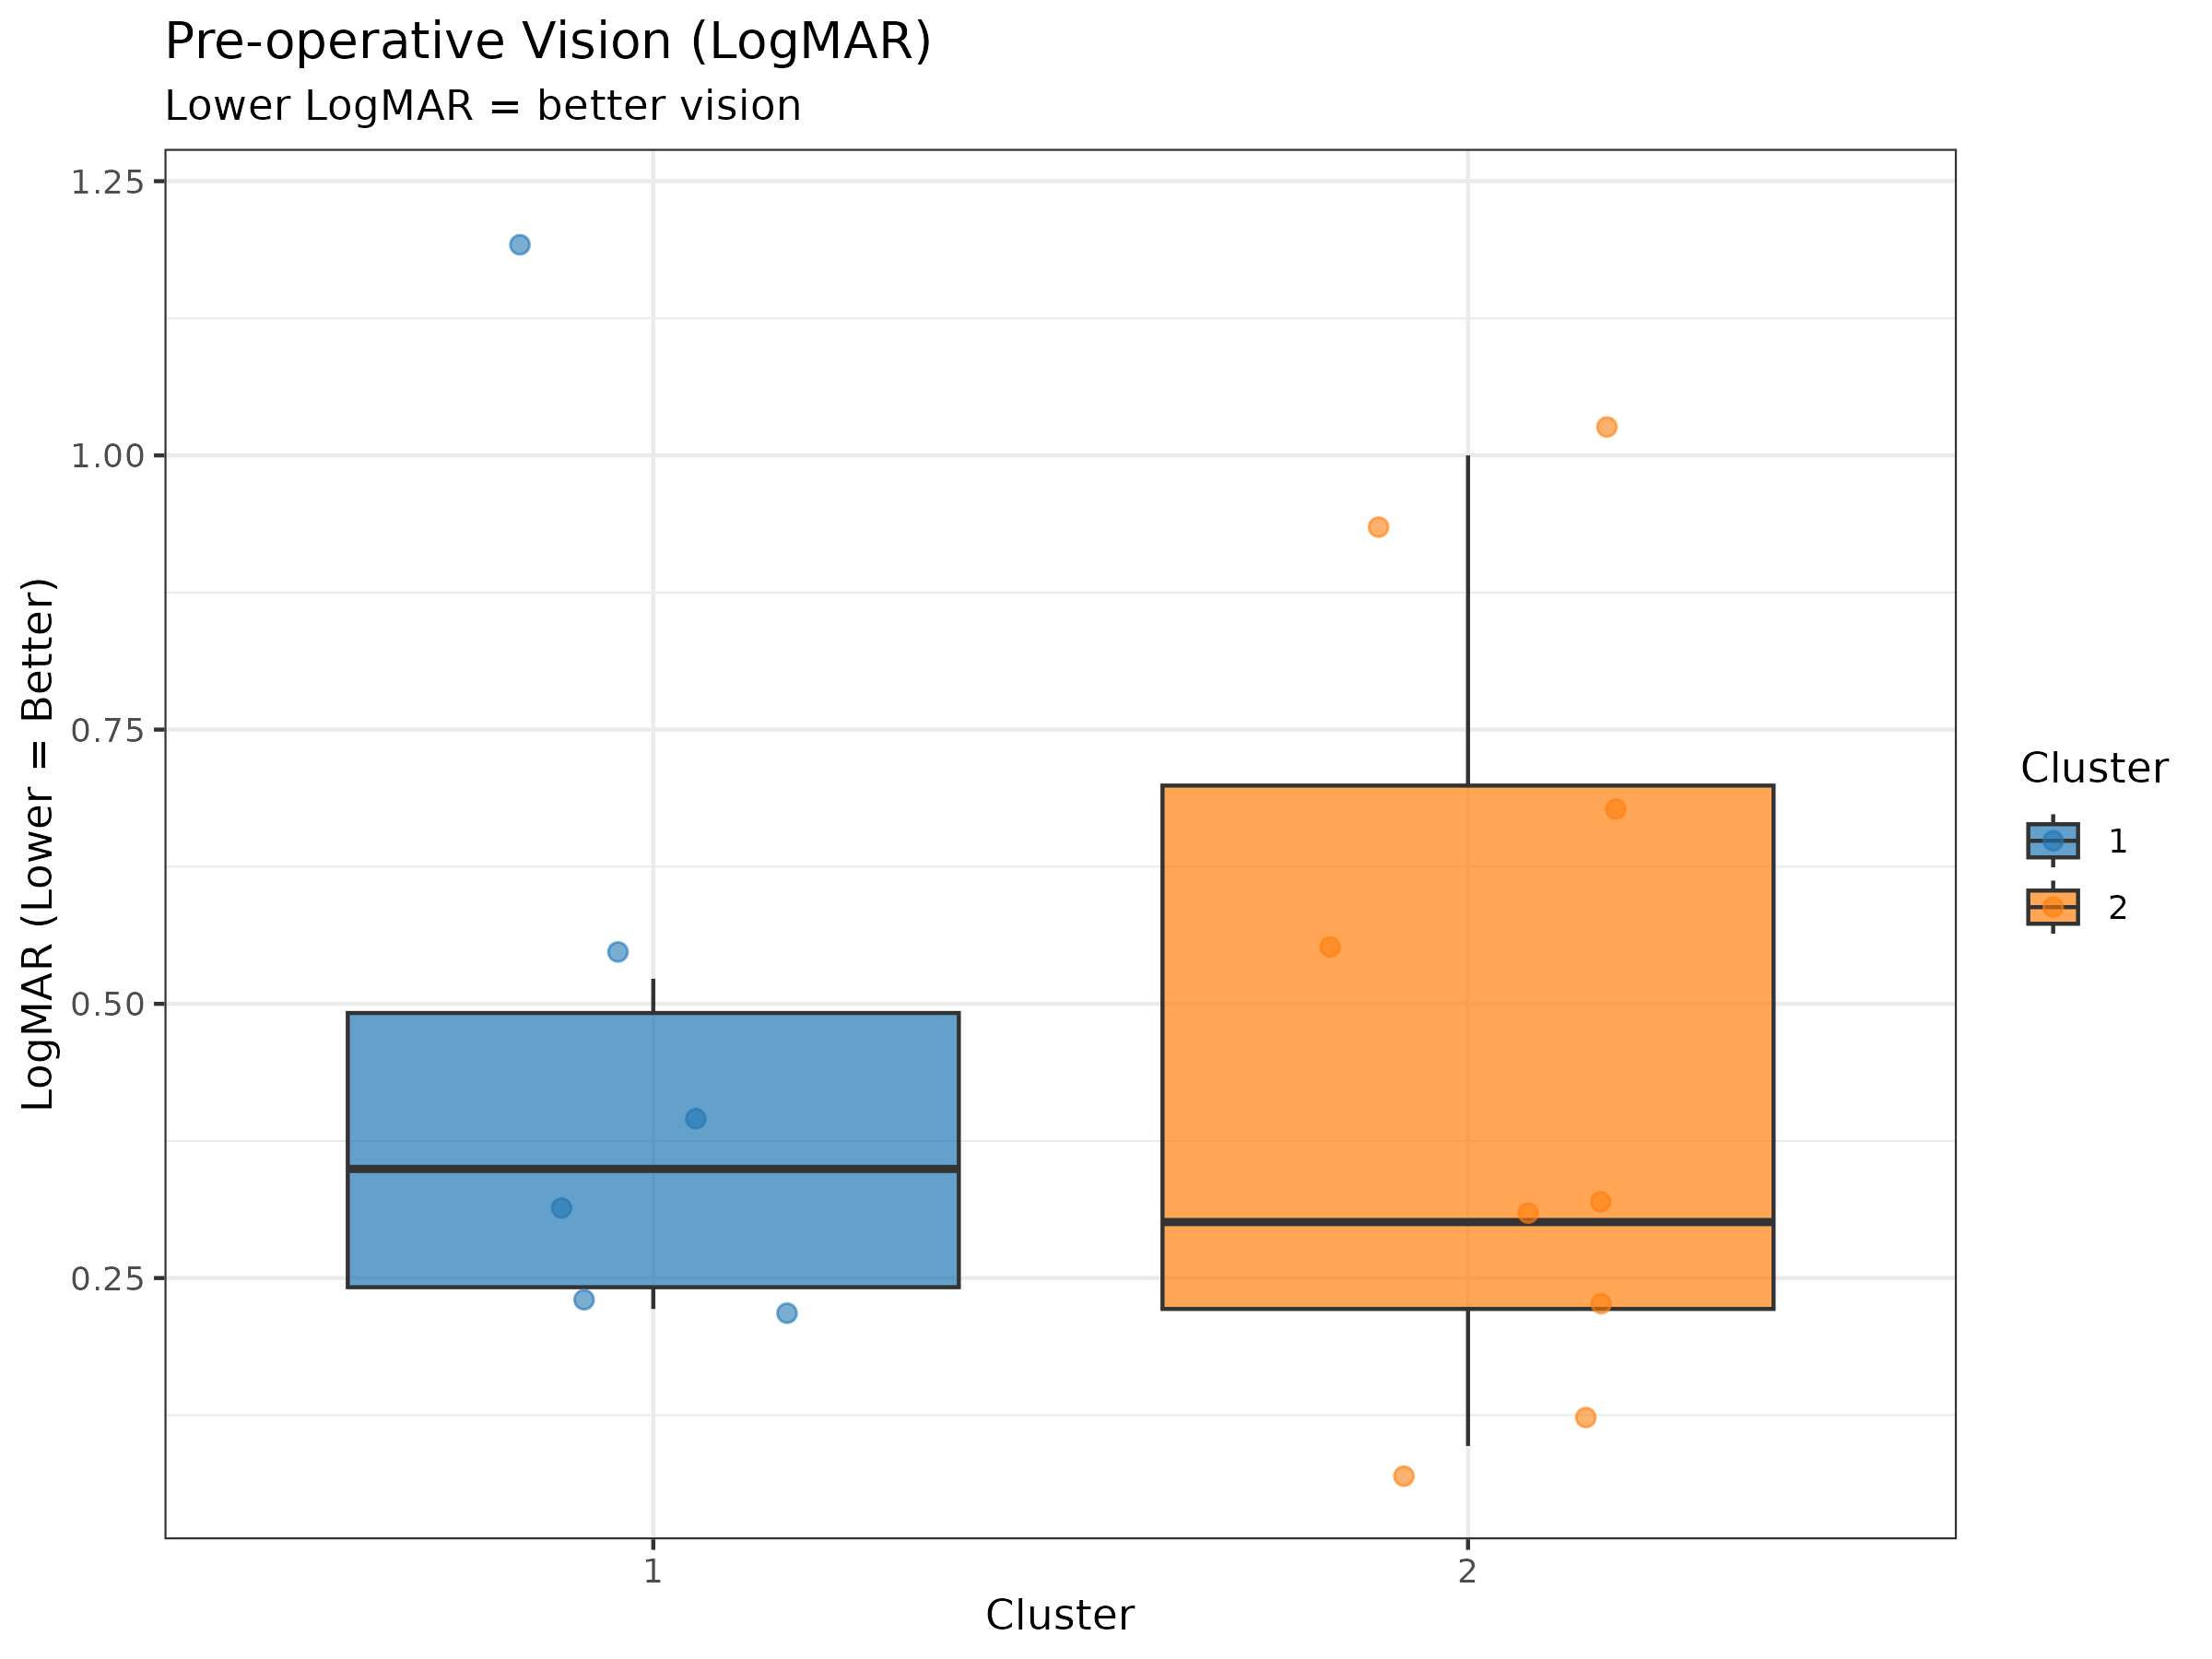 Pre-operative Vision (LogMAR)
Lower LogMAR = better vision
LogMAR (Lower = Better)
1.25
1.00
0.75
0.50
0.25
1
2
Cluster
Cluster
1
2